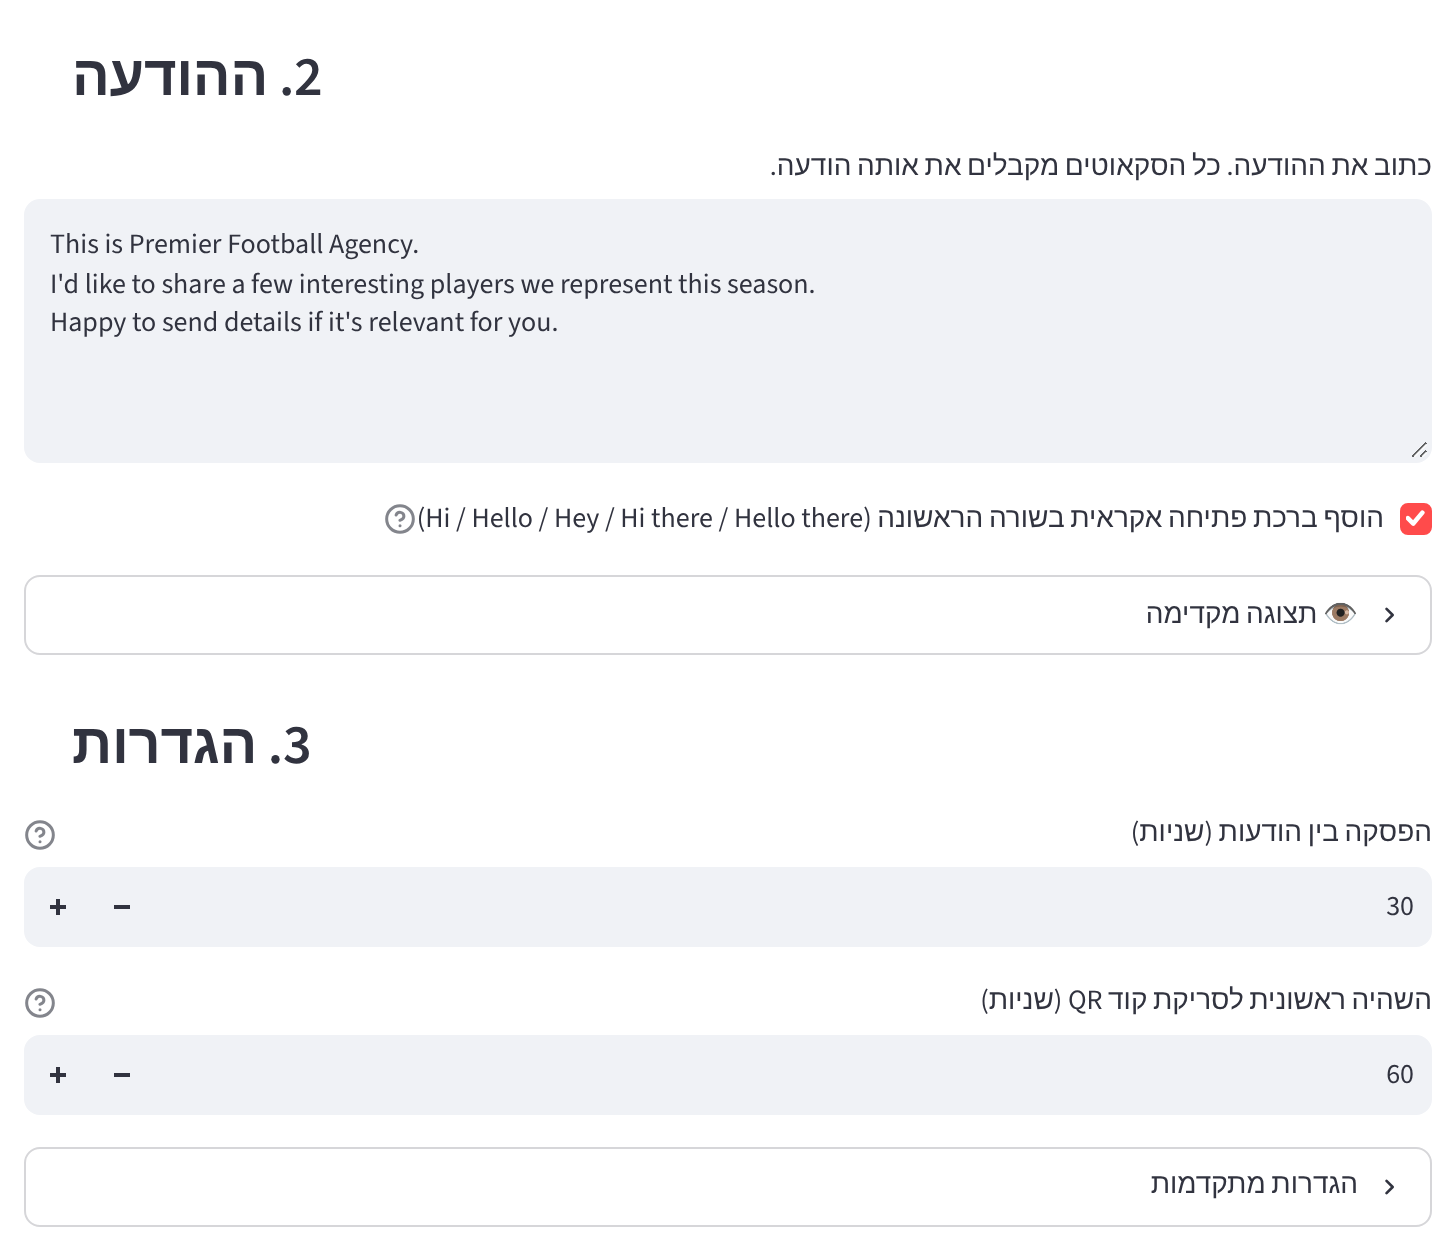 2. ההודעה
כתוב את ההודעה. כל הסקאוטים מקבלים את אותה הודעה.
This is Premier Football Agency.
I'd like to share a few interesting players we represent this season.
Happy to send details if it's relevant for you.
הוסף ברכת פתיחה אקראית בשורה הראשונה (Hi / Hello / Hey / Hi there / Hello there)
👁️ תצוגה מקדימה
3. הגדרות
הפסקה בין הודעות (שניות)
30
השהיה ראשונית לסריקת קוד QR (שניות)
60
הגדרות מתקדמות